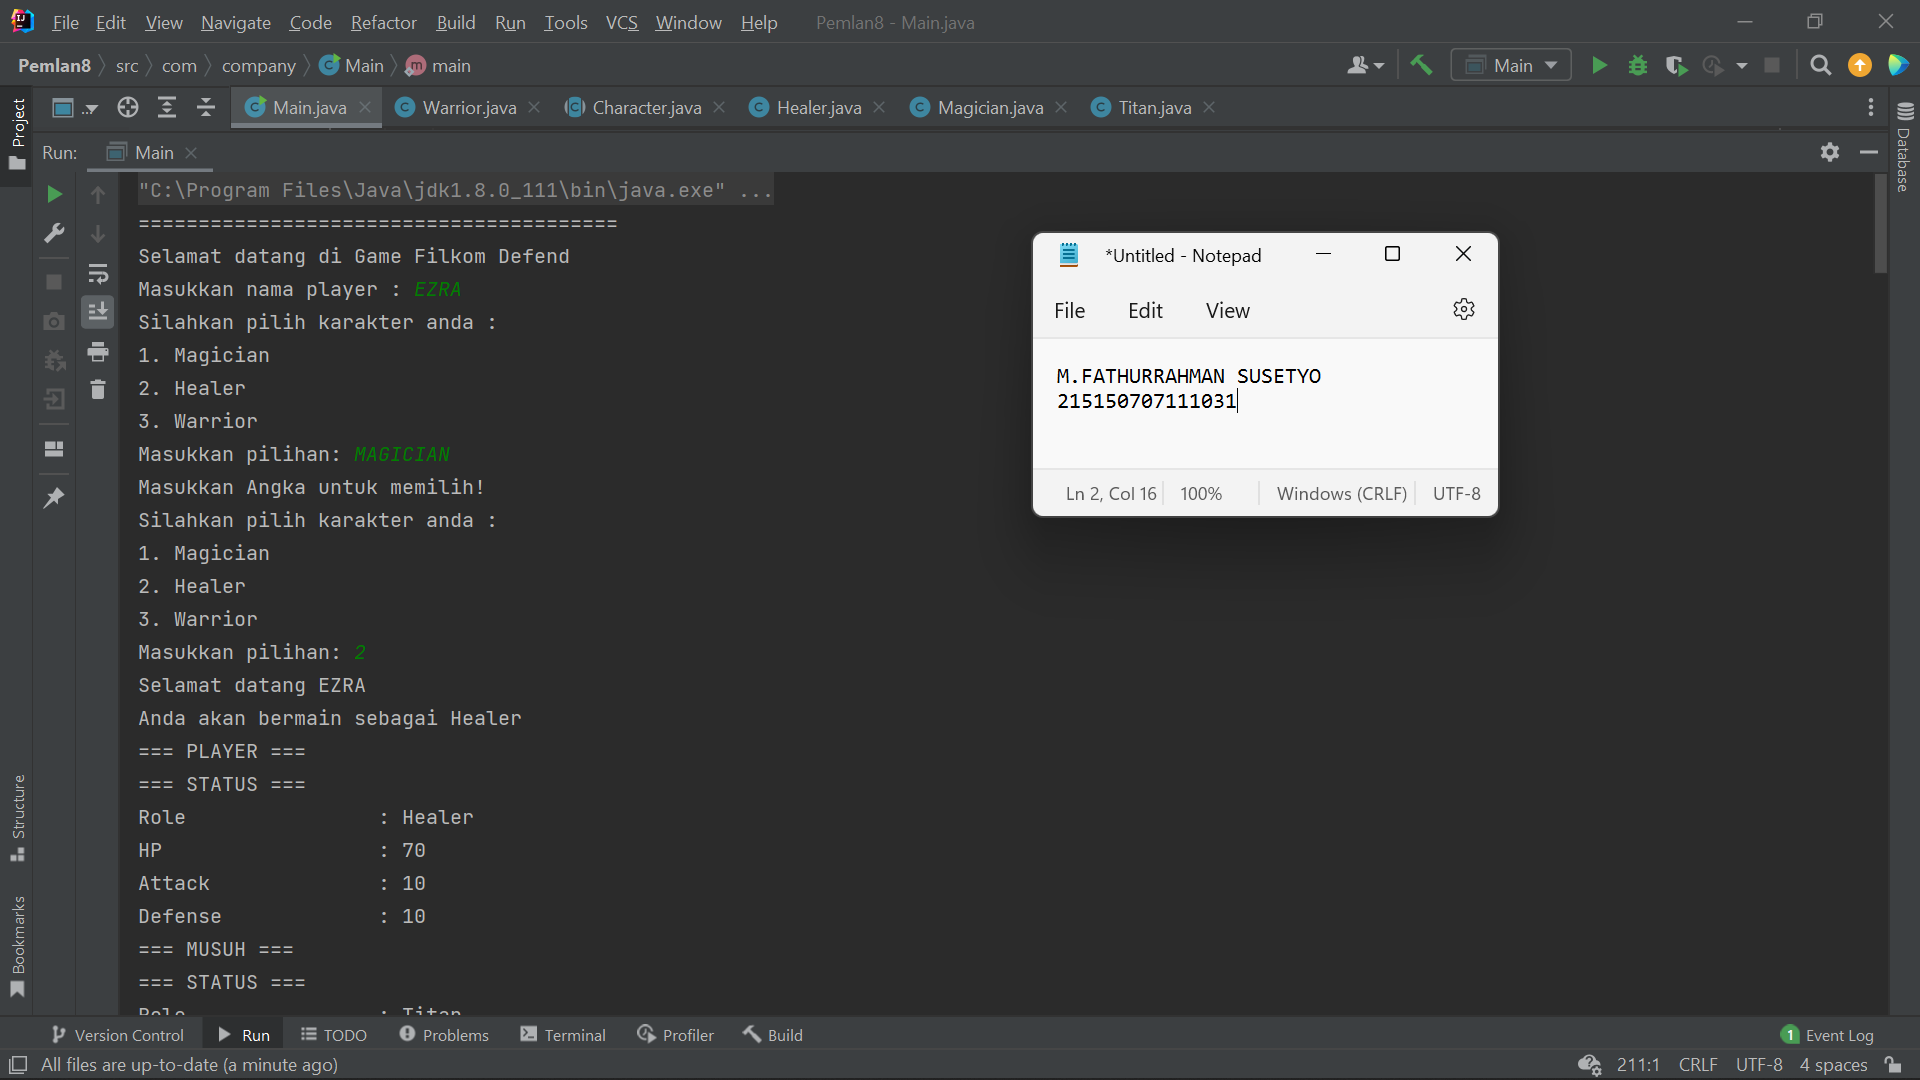 File Edit View Navigate Code Refactor Build Run Tools VCS Window Help Pemlan8 - Main.java
Pemlan8 src com company Main main Main
Project
.. Main.java Warrior.java Character.java Healer.java Magician.java Titan.java
Database
Run: Main
"C:\Program Files\Java\jdk1.8.0_111\bin\java.exe" ...
========================================
Selamat datang di Game Filkom Defend
Masukkan nama player : EZRA
Silahkan pilih karakter anda :
1. Magician
2. Healer
3. Warrior
Masukkan pilihan: MAGICIAN
Masukkan Angka untuk memilih!
Silahkan pilih karakter anda :
1. Magician
2. Healer
3. Warrior
Masukkan pilihan: 2
Selamat datang EZRA
Anda akan bermain sebagai Healer
=== PLAYER ===
=== STATUS ===
Role : Healer
HP : 70
Attack : 10
Defense : 10
=== MUSUH ===
=== STATUS ===
Role : Titan
*Untitled - Notepad
File Edit View
M.FATHURRAHMAN SUSETYO
215150707111031
Ln 2, Col 16 100% Windows (CRLF) UTF-8
Structure
Bookmarks
Version Control Run TODO Problems Terminal Profiler Build 1 Event Log
All files are up-to-date (a minute ago) 211:1 CRLF UTF-8 4 spaces